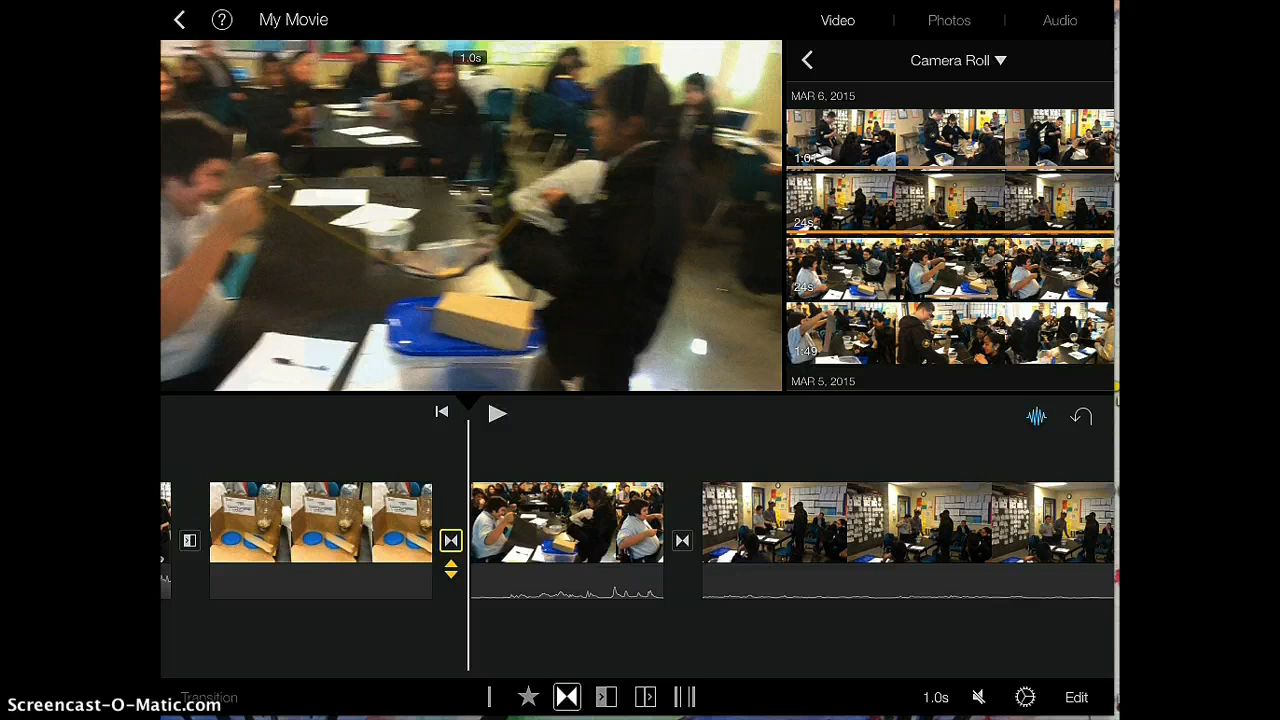 My Movie
Video
Photos
Audio
1.0s
Camera Roll
MAR 6, 2015
1:01
24s
24s
1:49
MAR 5, 2015
Transition
1.0s
Edit
Screencast-O-Matic.com